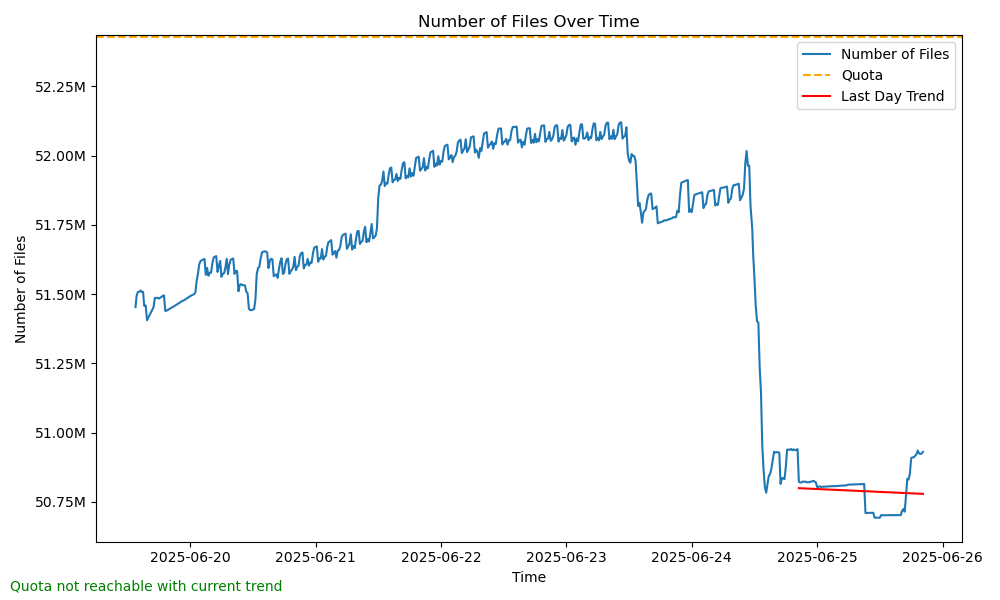 Number of Files Over Time
Number of Files
Quota
Last Day Trend
52.25M
52.00M
51.75M
51.50M
51.25M
51.00M
50.75M
Number of Files
2025-06-20
2025-06-21
2025-06-22
2025-06-23
2025-06-24
2025-06-25
2025-06-26
Time
Quota not reachable with current trend